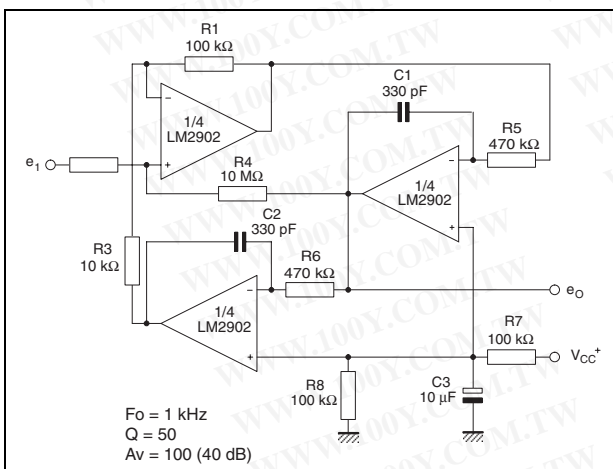 R1
100 kΩ
C1
330 pF
1/4
LM2902
R5
470 kΩ
e1
R4
10 MΩ
1/4
LM2902
C2
330 pF
R3
10 kΩ
R6
470 kΩ
1/4
LM2902
eO
R7
100 kΩ
VCC+
R8
100 kΩ
C3
10 µF
Fo = 1 kHz
Q = 50
Av = 100 (40 dB)
WWW.100Y.COM.TW